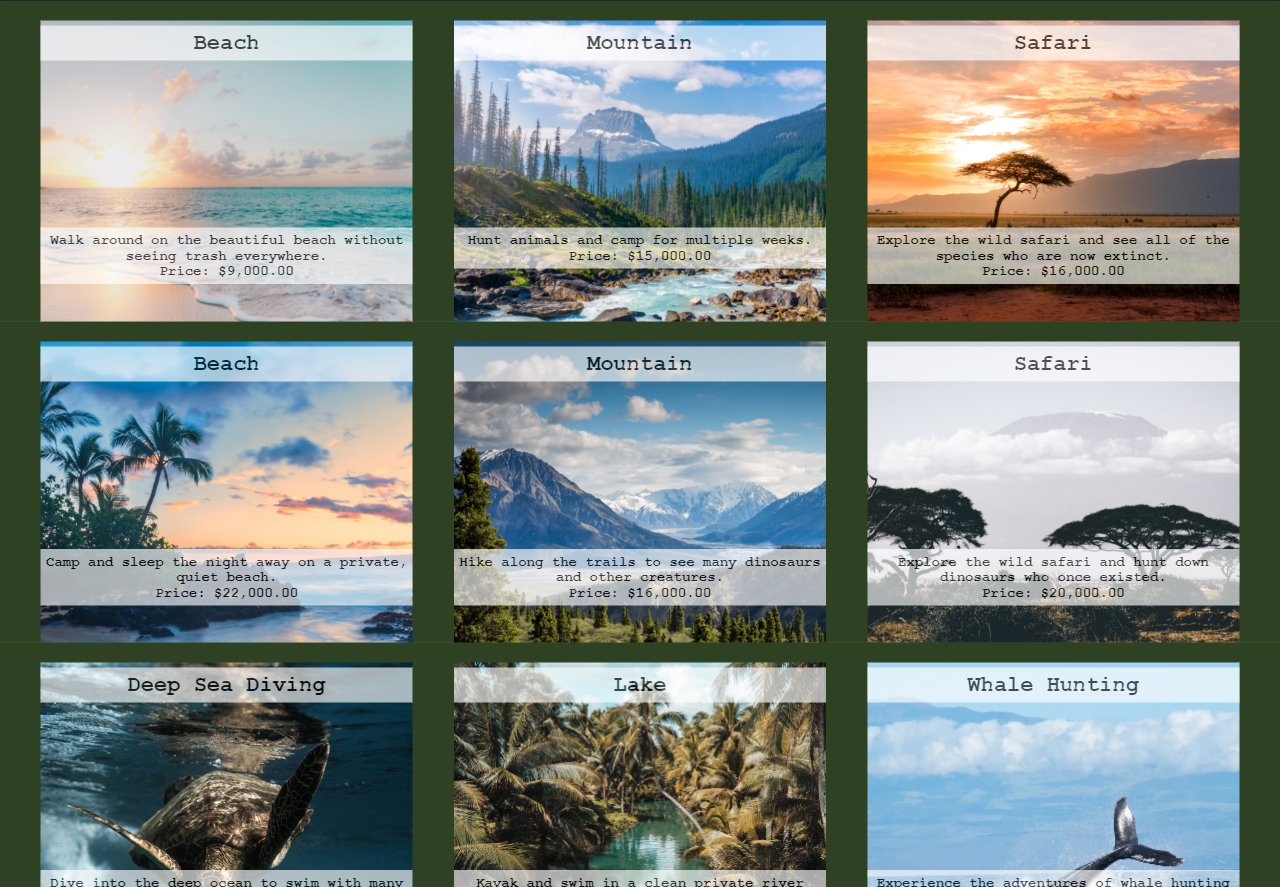 Beach
Walk around on the beautiful beach without
seeing trash everywhere.
Price: $9,000.00
Mountain
Hunt animals and camp for multiple weeks.
Price: $15,000.00
Safari
Explore the wild safari and see all of the
species who are now extinct.
Price: $16,000.00
Beach
Camp and sleep the night away on a private,
quiet beach.
Price: $22,000.00
Mountain
Hike along the trails to see many dinosaurs
and other creatures.
Price: $16,000.00
Safari
Explore the wild safari and hunt down
dinosaurs who once existed.
Price: $20,000.00
Deep Sea Diving
Dive into the deep ocean to swim with many
Lake
Kayak and swim in a clean private river
Whale Hunting
Experience the adventures of whale hunting